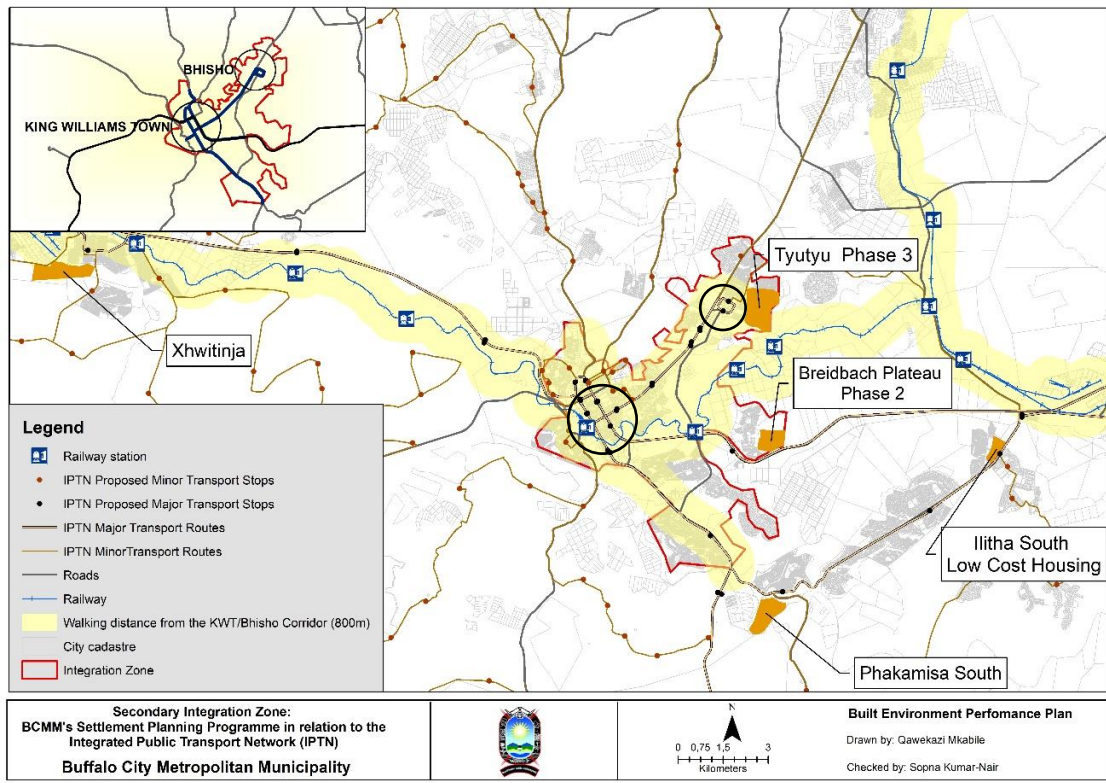 BHISHO
KING WILLIAMS TOWN
Tyutyu Phase 3
Xhwitinja
Breidbach Plateau
Phase 2
Ilitha South
Low Cost Housing
Phakamisa South
Legend
Railway station
IPTN Proposed Minor Transport Stops
IPTN Proposed Major Transport Stops
IPTN Major Transport Routes
IPTN MinorTransport Routes
Roads
Railway
Walking distance from the KWT/Bhisho Corridor (800m)
City cadastre
Integration Zone
Secondary Integration Zone:
BCMM's Settlement Planning Programme in relation to the
Integrated Public Transport Network (IPTN)
Buffalo City Metropolitan Municipality
N
0 0,75 1,5 3
Kilometers
Built Environment Perfomance Plan
Drawn by: Qawekazi Mkabile
Checked by: Sopna Kumar-Nair